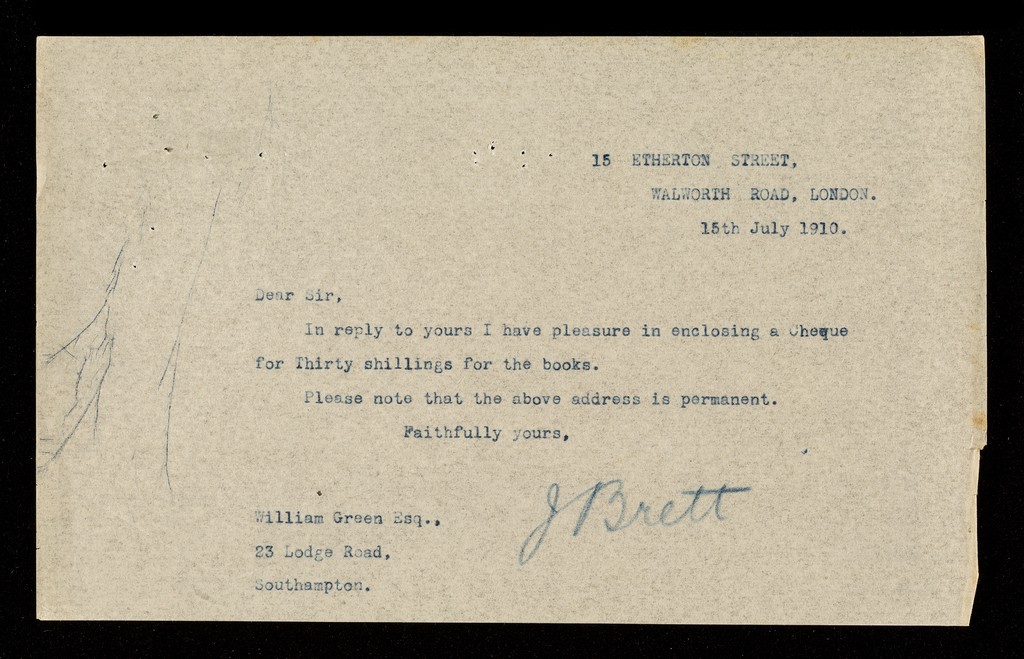 15 ETHERTON STREET,
WALWORTH ROAD, LONDON.
15th July 1910.
Dear Sir,
In reply to yours I have pleasure in enclosing a Cheque
for Thirty shillings for the books.
Please note that the above address is permanent.
Faithfully yours,
J Brett
William Green Esq.,
23 Lodge Road,
Southampton.